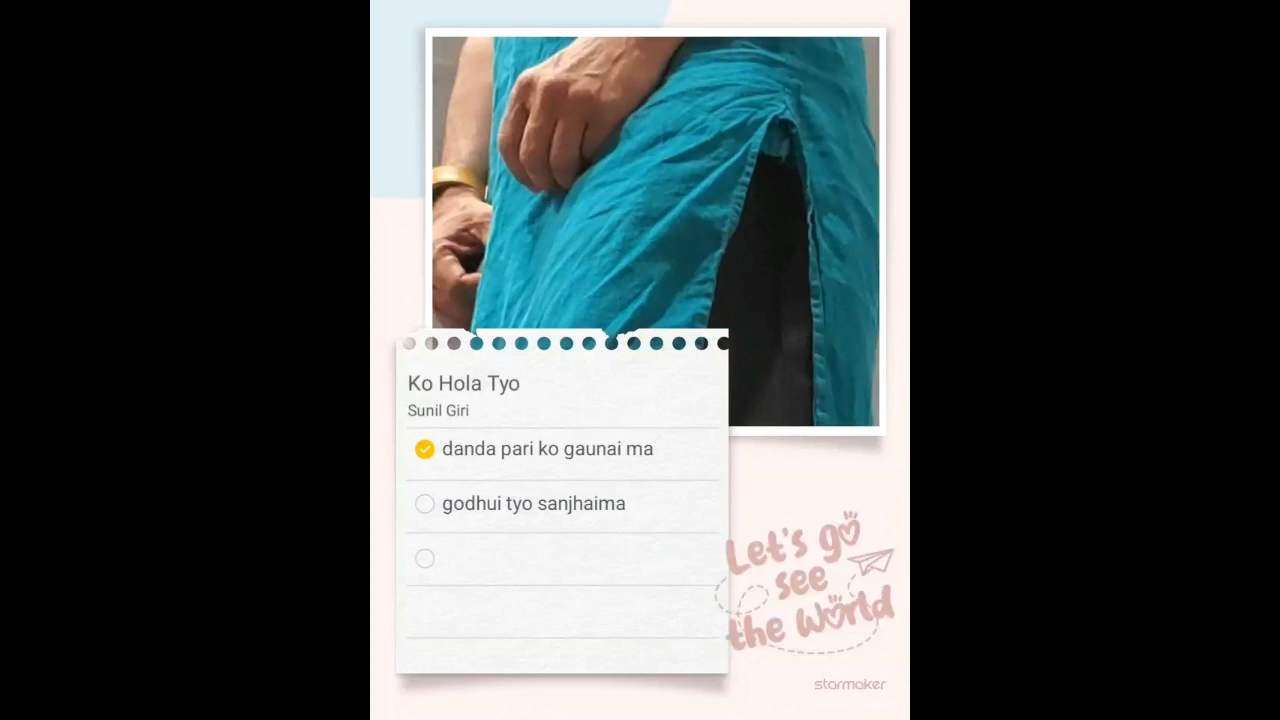 Ko Hola Tyo
Sunil Giri
danda pari ko gaunai ma
godhui tyo sanjhaima
Let's go
see
the World
starmaker